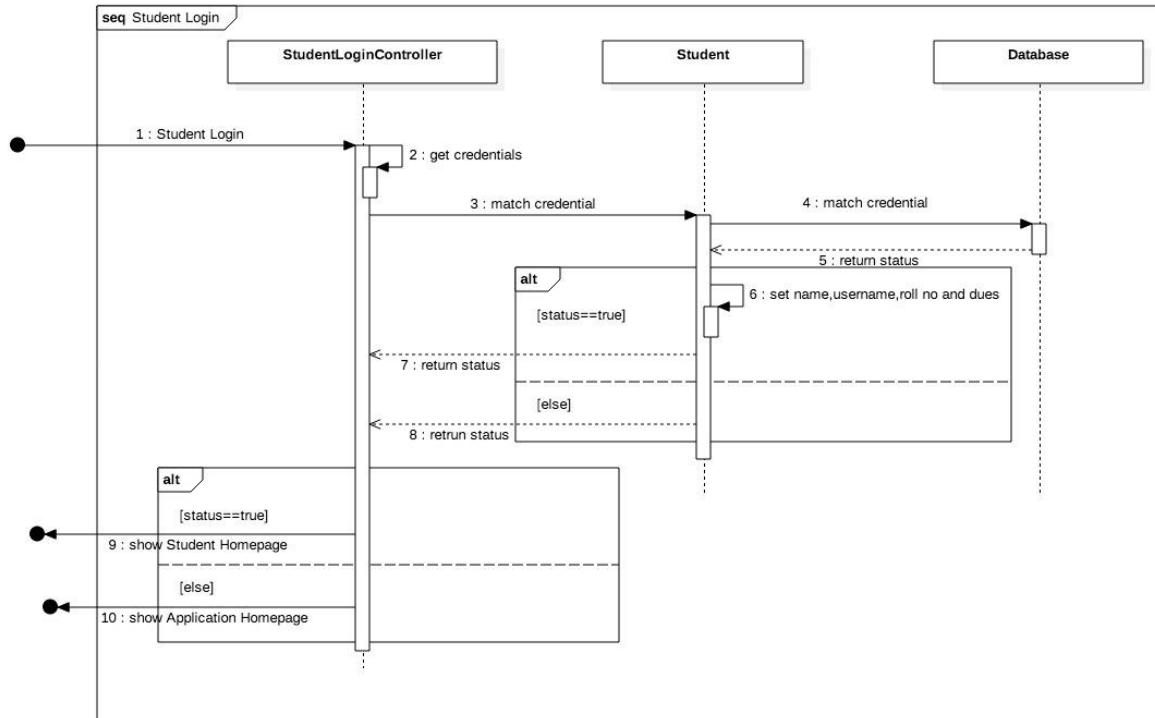 seq Student Login
StudentLoginController
Student
Database
1 : Student Login
2 : get credentials
3 : match credential
4 : match credential
5 : return status
alt
6 : set name,username,roll no and dues
[status==true]
7 : return status
[else]
8 : retrun status
alt
[status==true]
9 : show Student Homepage
[else]
10 : show Application Homepage